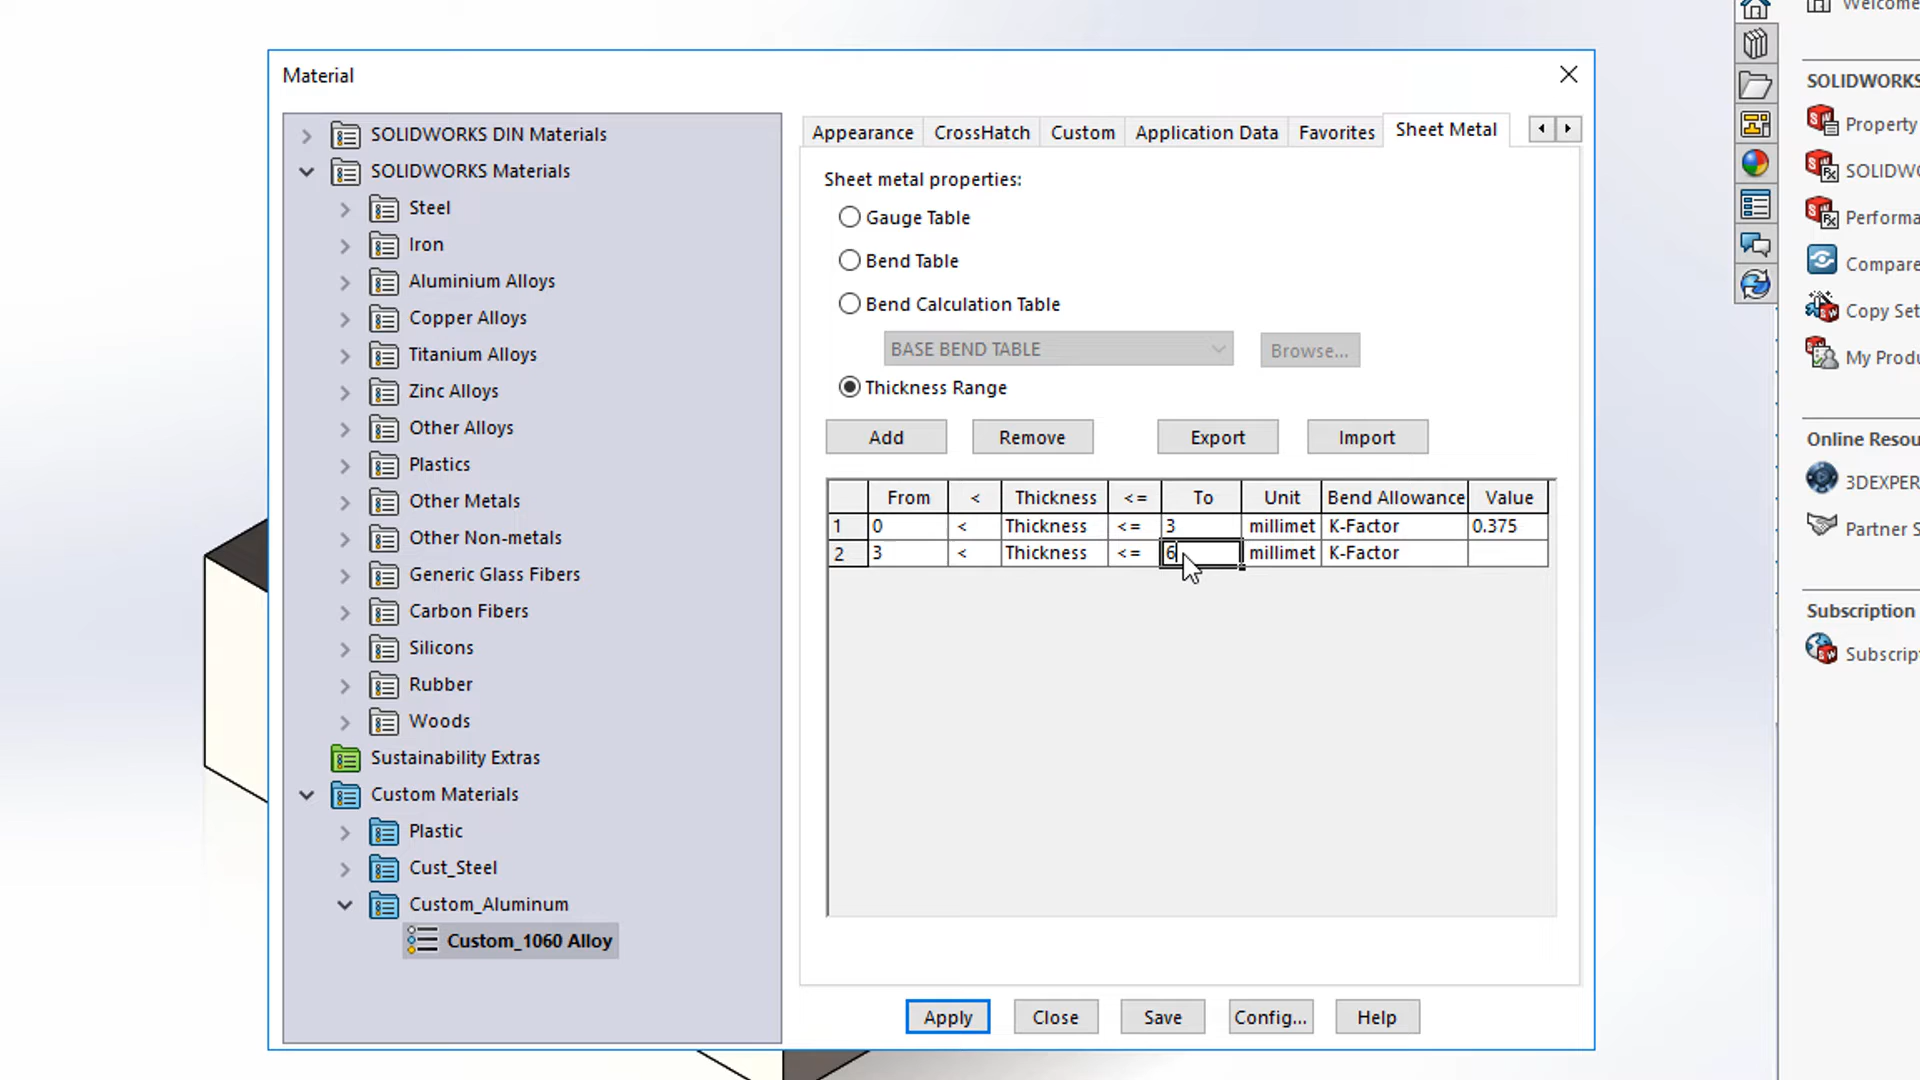 Welcome
Material
SOLIDWORKS DIN Materials
SOLIDWORKS Materials
Steel
Iron
Aluminium Alloys
Copper Alloys
Titanium Alloys
Zinc Alloys
Other Alloys
Plastics
Other Metals
Other Non-metals
Generic Glass Fibers
Carbon Fibers
Silicons
Rubber
Woods
Sustainability Extras
Custom Materials
Plastic
Cust_Steel
Custom_Aluminum
Custom_1060 Alloy
Appearance CrossHatch Custom Application Data Favorites Sheet Metal
Sheet metal properties:
Gauge Table
Bend Table
Bend Calculation Table
BASE BEND TABLE Browse...
Thickness Range
Add Remove Export Import
From < Thickness <= To Unit Bend Allowance Value
1 0 < Thickness <= 3 millimet K-Factor 0.375
2 3 < Thickness <= 6 millimet K-Factor
Apply Close Save Config... Help
SOLIDWORKS
Property
SOLIDWO
Performa
Compare
Copy Set
My Produ
Online Resou
3DEXPER
Partner S
Subscription
Subscrip